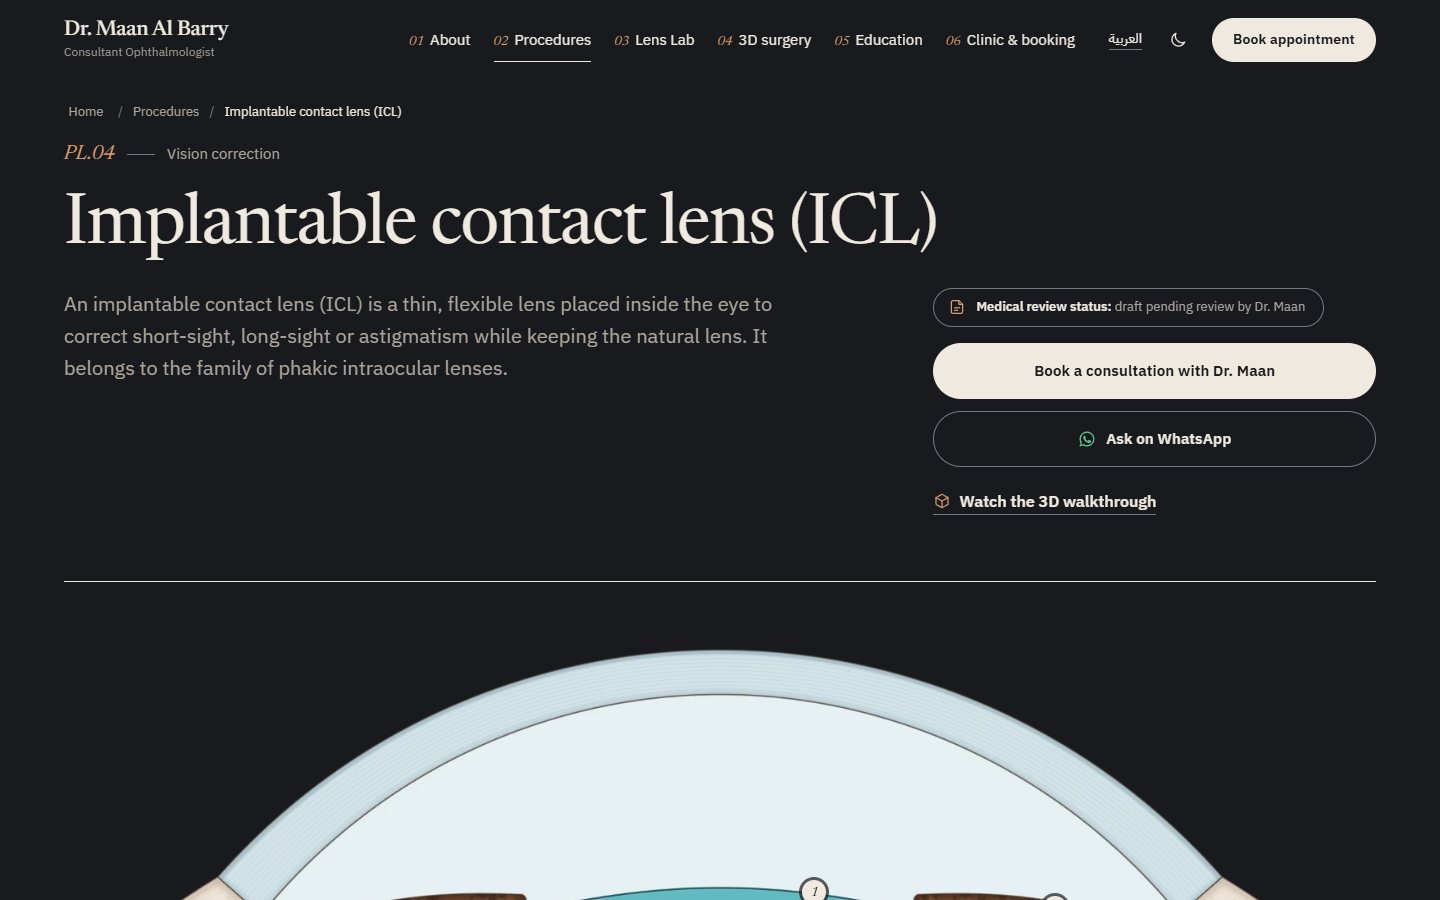 Dr. Maan Al Barry
Consultant Ophthalmologist
01 About
02 Procedures
03 Lens Lab
04 3D surgery
05 Education
06 Clinic & booking
العربية
Book appointment
Home / Procedures / Implantable contact lens (ICL)
PL.04 — Vision correction
Implantable contact lens (ICL)
An implantable contact lens (ICL) is a thin, flexible lens placed inside the eye to
correct short-sight, long-sight or astigmatism while keeping the natural lens. It
belongs to the family of phakic intraocular lenses.
Medical review status: draft pending review by Dr. Maan
Book a consultation with Dr. Maan
Ask on WhatsApp
Watch the 3D walkthrough
1